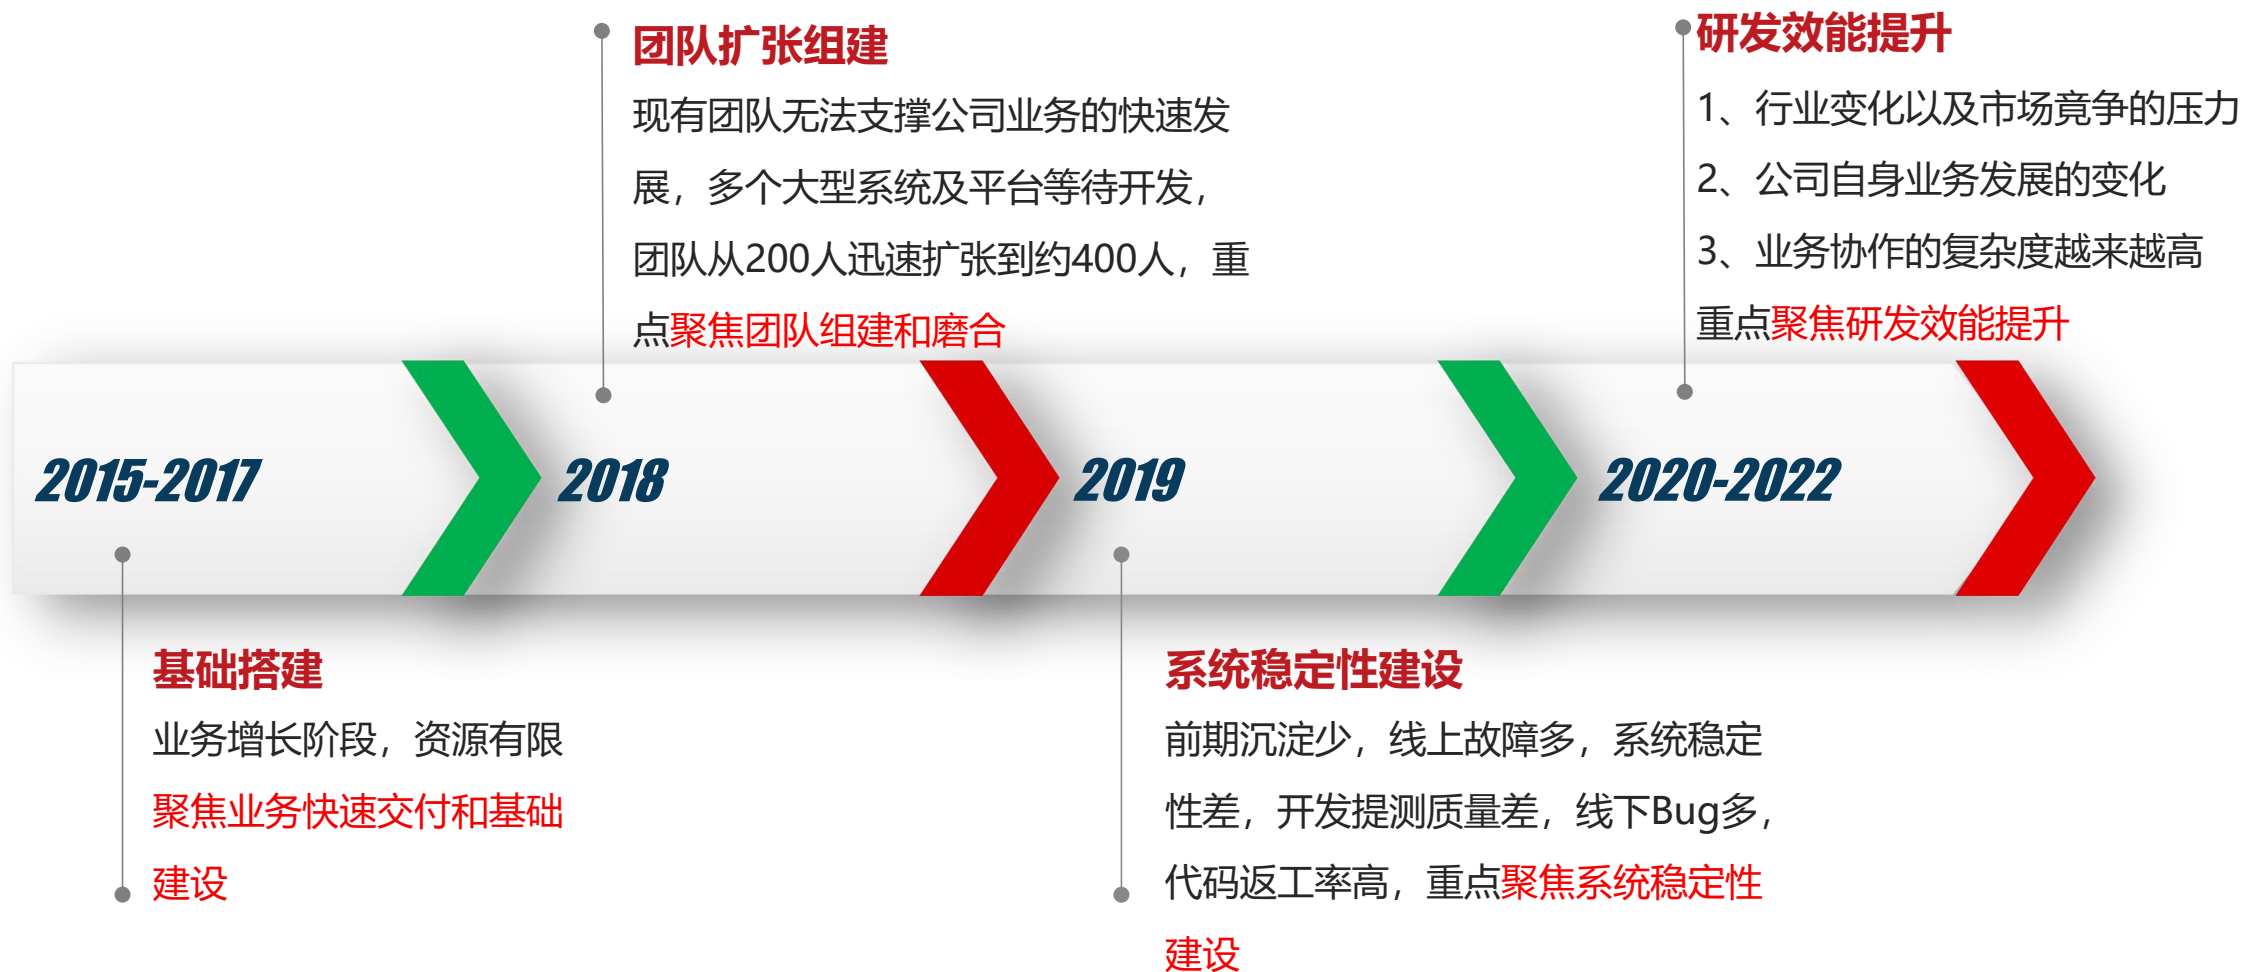 团队扩张组建
现有团队无法支撑公司业务的快速发
展，多个大型系统及平台等待开发，
团队从200人迅速扩张到约400人，重
点聚焦团队组建和磨合
研发效能提升
1、行业变化以及市场竟争的压力
2、公司自身业务发展的变化
3、业务协作的复杂度越来越高
重点聚焦研发效能提升
2015-2017
2018
2019
2020-2022
基础搭建
业务增长阶段，资源有限
聚焦业务快速交付和基础
建设
系统稳定性建设
前期沉淀少，线上故障多，系统稳定
性差，开发提测质量差，线下Bug多，
代码返工率高，重点聚焦系统稳定性
建设